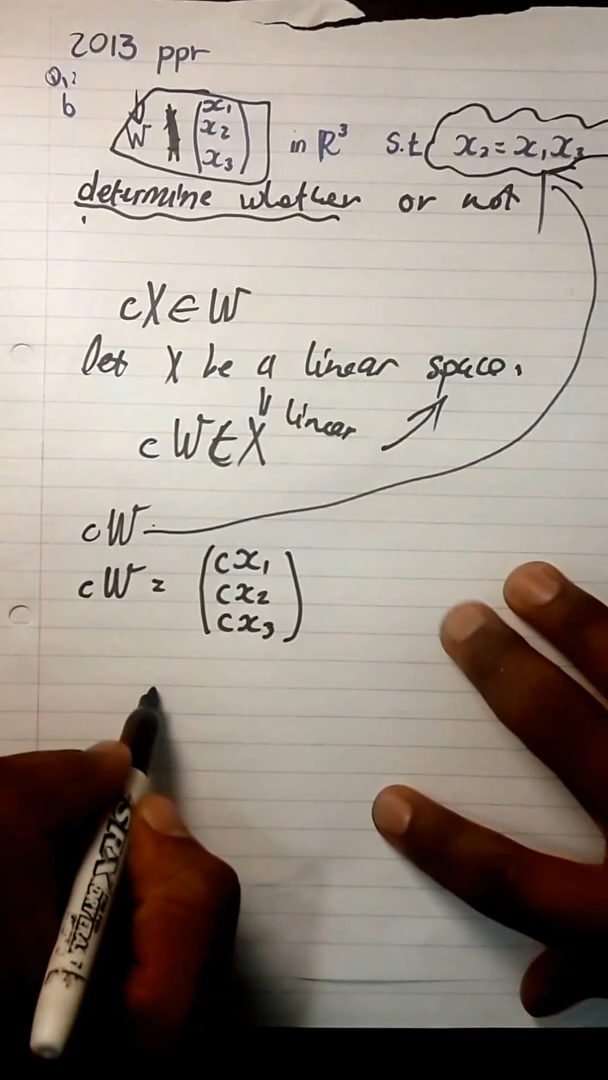 2013 ppr
Q1:
b W (x₁ x₂ x₃) in ℝ³ s.t x₂ = x₁x₃
determine whether or not
cX ∈ W
Let X be a linear space.
linear
cW ∈ X
cW
cW = (cx₁ cx₂ cx₃)